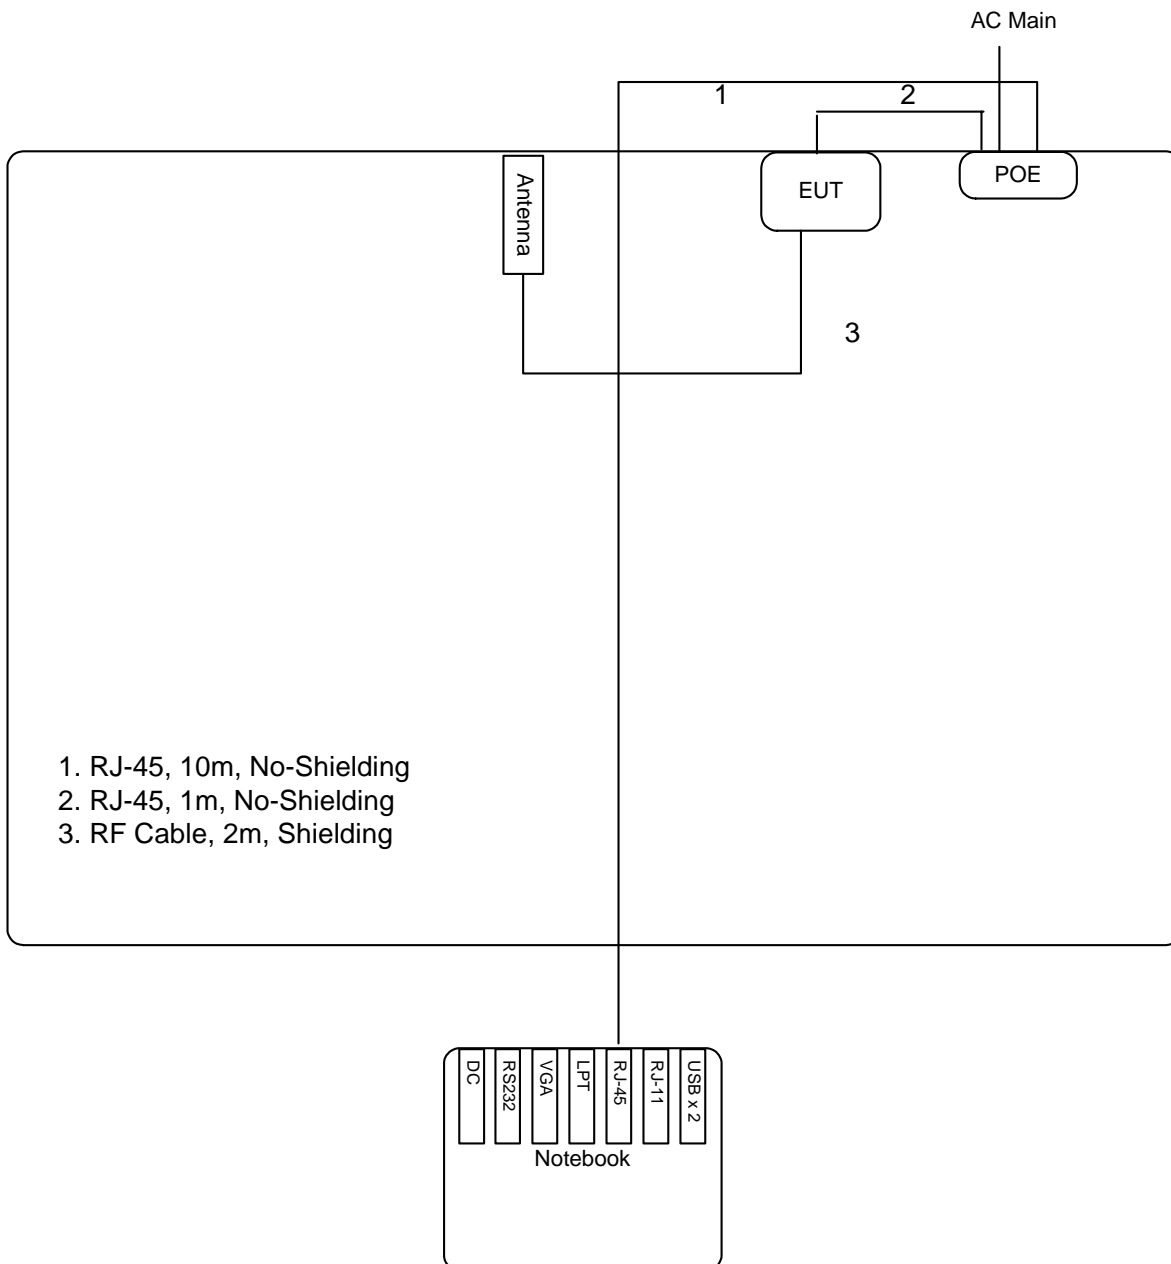 AC Main
1
2
Antenna
EUT
POE
3
1. RJ-45, 10m, No-Shielding
2. RJ-45, 1m, No-Shielding
3. RF Cable, 2m, Shielding
DC
RS232
VGA
LPT
RJ-45
RJ-11
USB x 2
Notebook